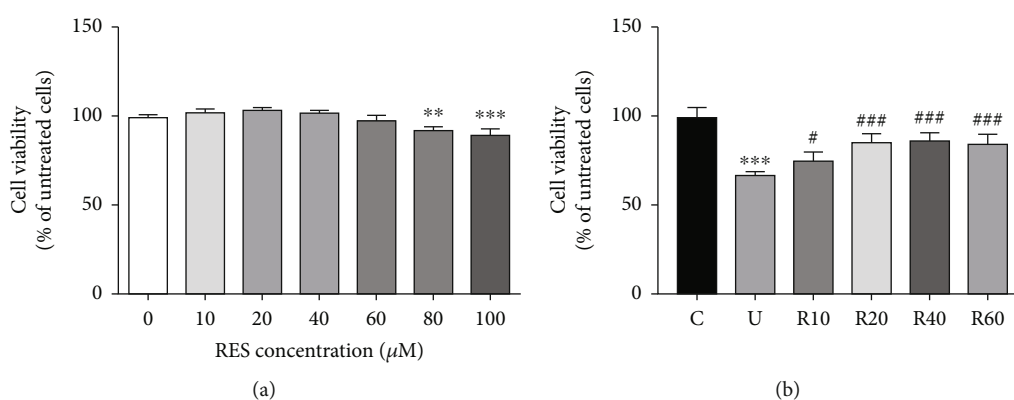 150
100
50
0
Cell viability
(% of untreated cells)
**
***
0 10 20 40 60 80 100
RES concentration (μM)
(a)
150
100
50
0
Cell viability
(% of untreated cells)
***
#
###
###
###
C U R10 R20 R40 R60
(b)